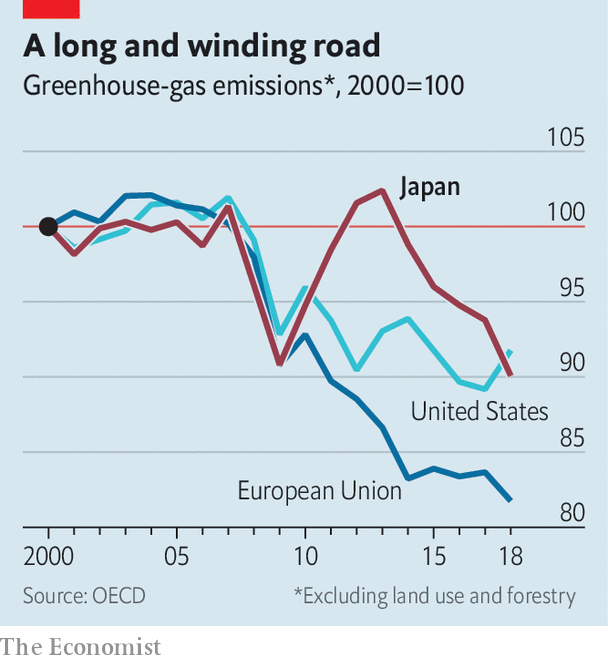 A long and winding road
Greenhouse-gas emissions*, 2000=100
105
Japan
100
95
90
United States
85
European Union
80
2000 05 10 15 18
Source: OECD *Excluding land use and forestry
The Economist